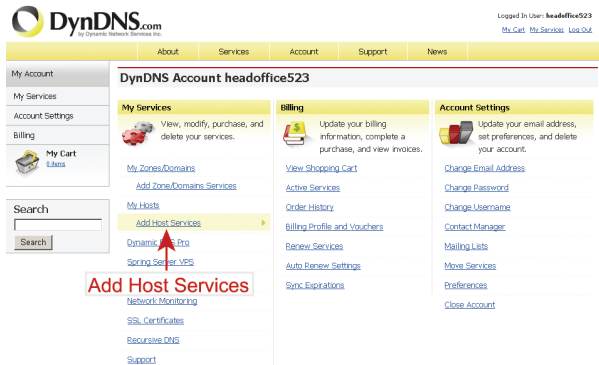 DynDNS.com
by Dynamic Network Services Inc.
Logged In User: headoffice523
My Cart My Services Log Out
About Services Account Support News
My Account
My Services
Account Settings
Billing
My Cart
0 items
Search
Search
DynDNS Account headoffice523
My Services
View, modify, purchase, and
delete your services.
My Zones/Domains
Add Zone/Domains Services
My Hosts
Add Host Services
Dynamic Pro
Spring Server VPS
Add Host Services
Network Monitoring
SSL Certificates
Recursive DNS
Support
Billing
Update your billing
information, complete a
purchase, and view invoices.
View Shopping Cart
Active Services
Order History
Billing Profile and Vouchers
Renew Services
Auto Renew Settings
Sync Expirations
Account Settings
Update your email address,
set preferences, and delete
your account.
Change Email Address
Change Password
Change Username
Contact Manager
Mailing Lists
Move Services
Preferences
Close Account